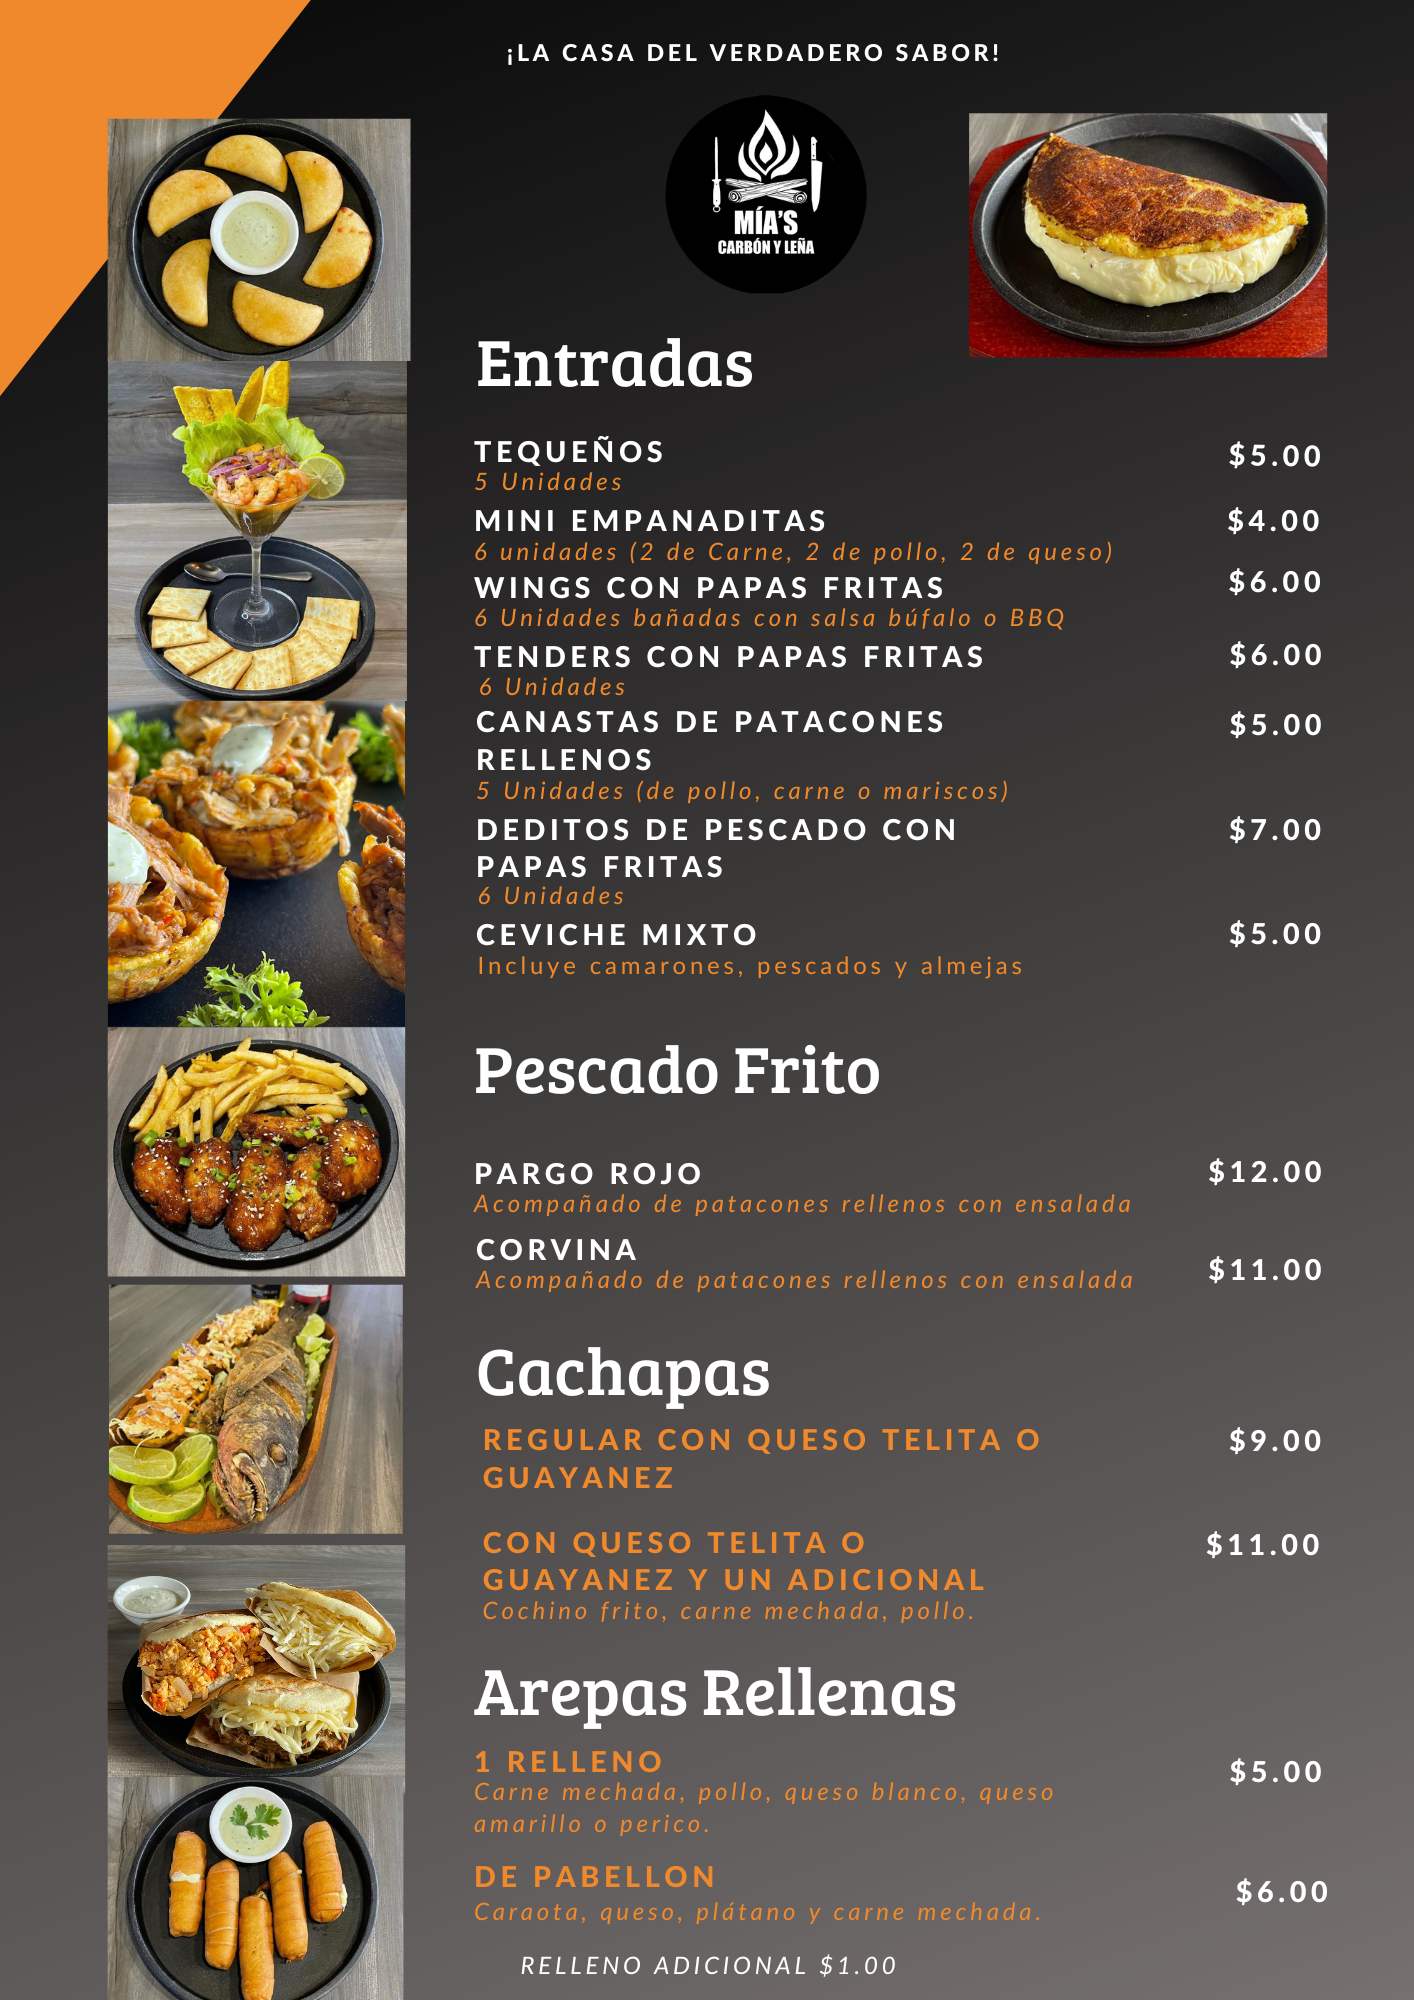 ¡LA CASA DEL VERDADERO SABOR!
MÍA'S
CARBÓN Y LEÑA
Entradas
TEQUEÑOS $5.00
5 Unidades
MINI EMPANADITAS $4.00
6 unidades (2 de Carne, 2 de pollo, 2 de queso)
WINGS CON PAPAS FRITAS $6.00
6 Unidades bañadas con salsa búfalo o BBQ
TENDERS CON PAPAS FRITAS $6.00
6 Unidades
CANASTAS DE PATACONES $5.00
RELLENOS
5 Unidades (de pollo, carne o mariscos)
DEDITOS DE PESCADO CON $7.00
PAPAS FRITAS
6 Unidades
CEVICHE MIXTO $5.00
Incluye camarones, pescados y almejas
Pescado Frito
PARGO ROJO $12.00
Acompañado de patacones rellenos con ensalada
CORVINA $11.00
Acompañado de patacones rellenos con ensalada
Cachapas
REGULAR CON QUESO TELITA O $9.00
GUAYANEZ
CON QUESO TELITA O $11.00
GUAYANEZ Y UN ADICIONAL
Cochino frito, carne mechada, pollo.
Arepas Rellenas
1 RELLENO $5.00
Carne mechada, pollo, queso blanco, queso
amarillo o perico.
DE PABELLON $6.00
Caraota, queso, plátano y carne mechada.
RELLENO ADICIONAL $1.00